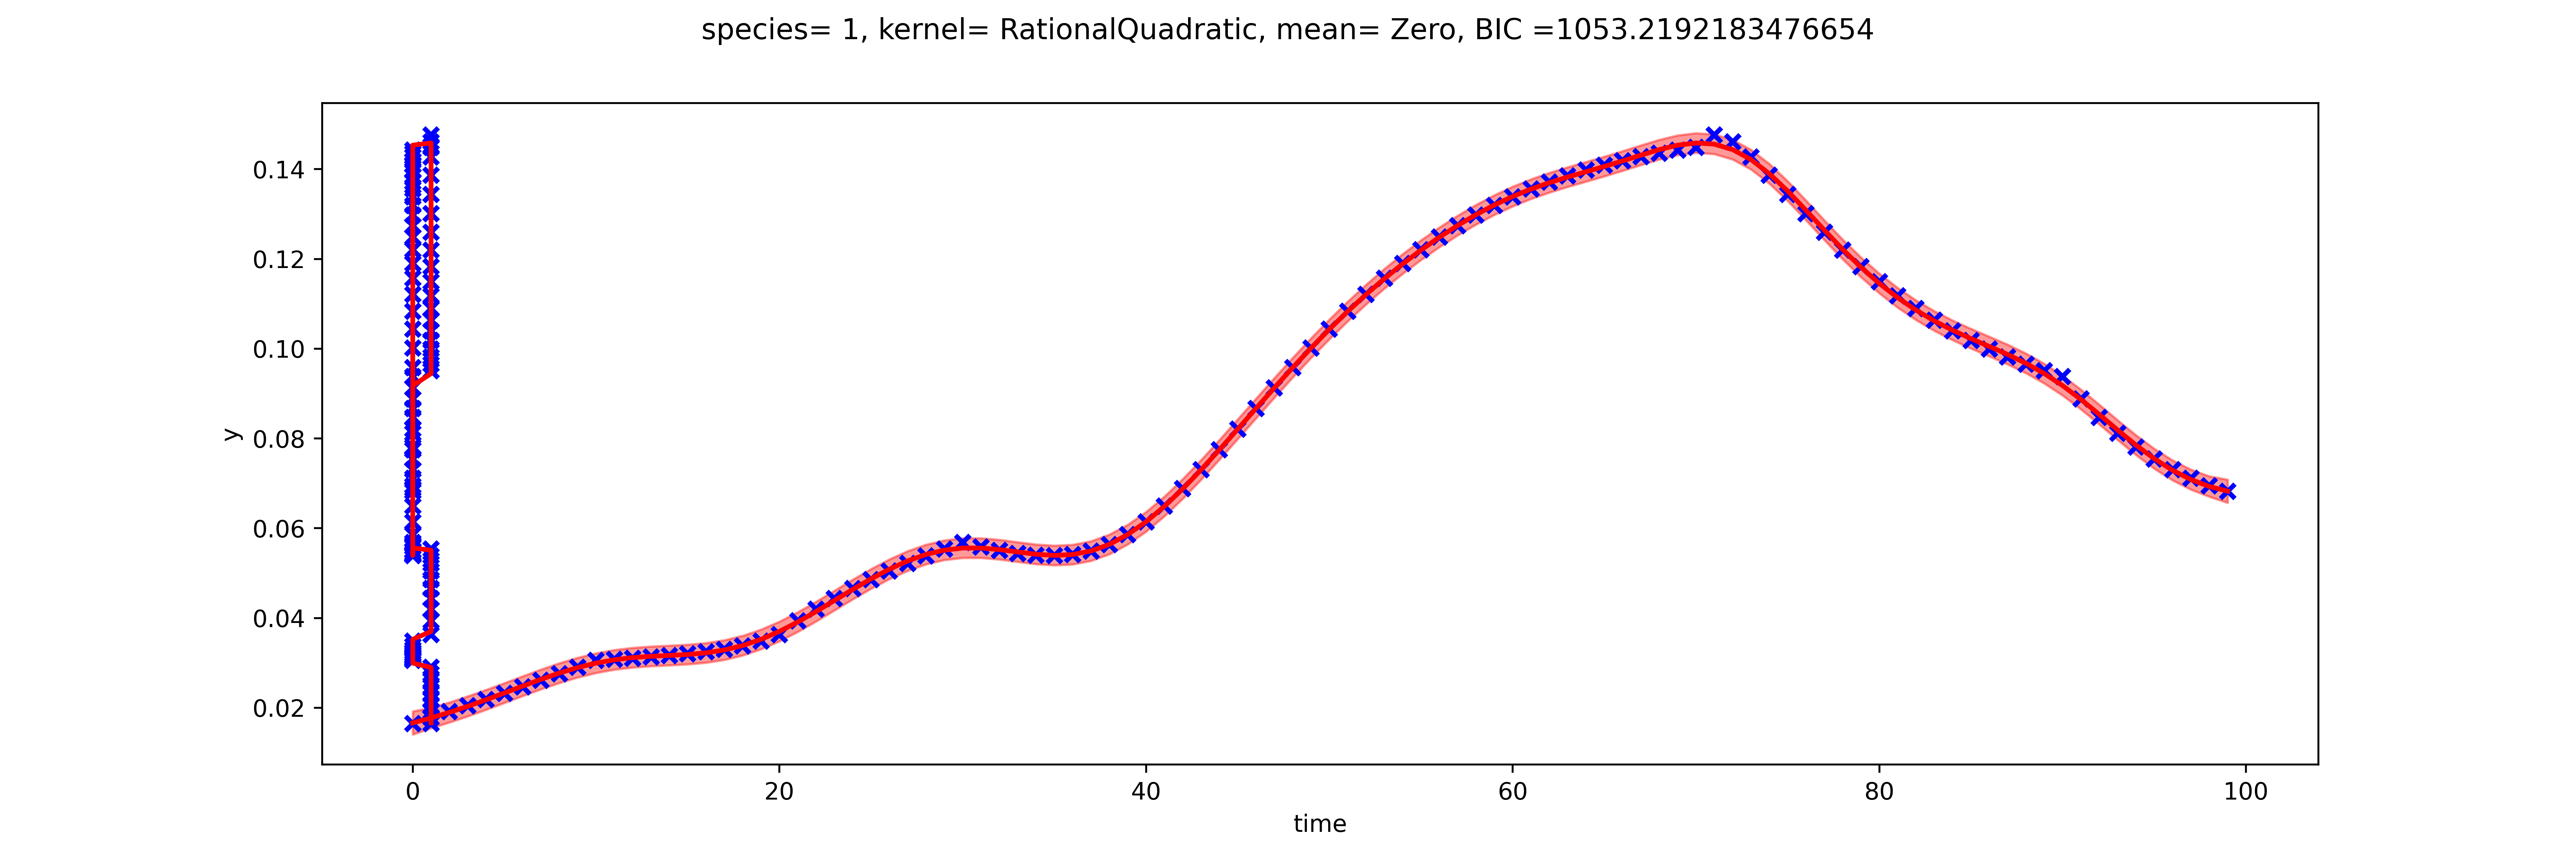 species= 1, kernel= RationalQuadratic, mean= Zero, BIC =1053.2192183476654
0.14
0.12
0.10
0.08
0.06
0.04
0.02
y
0 20 40 60 80 100
time